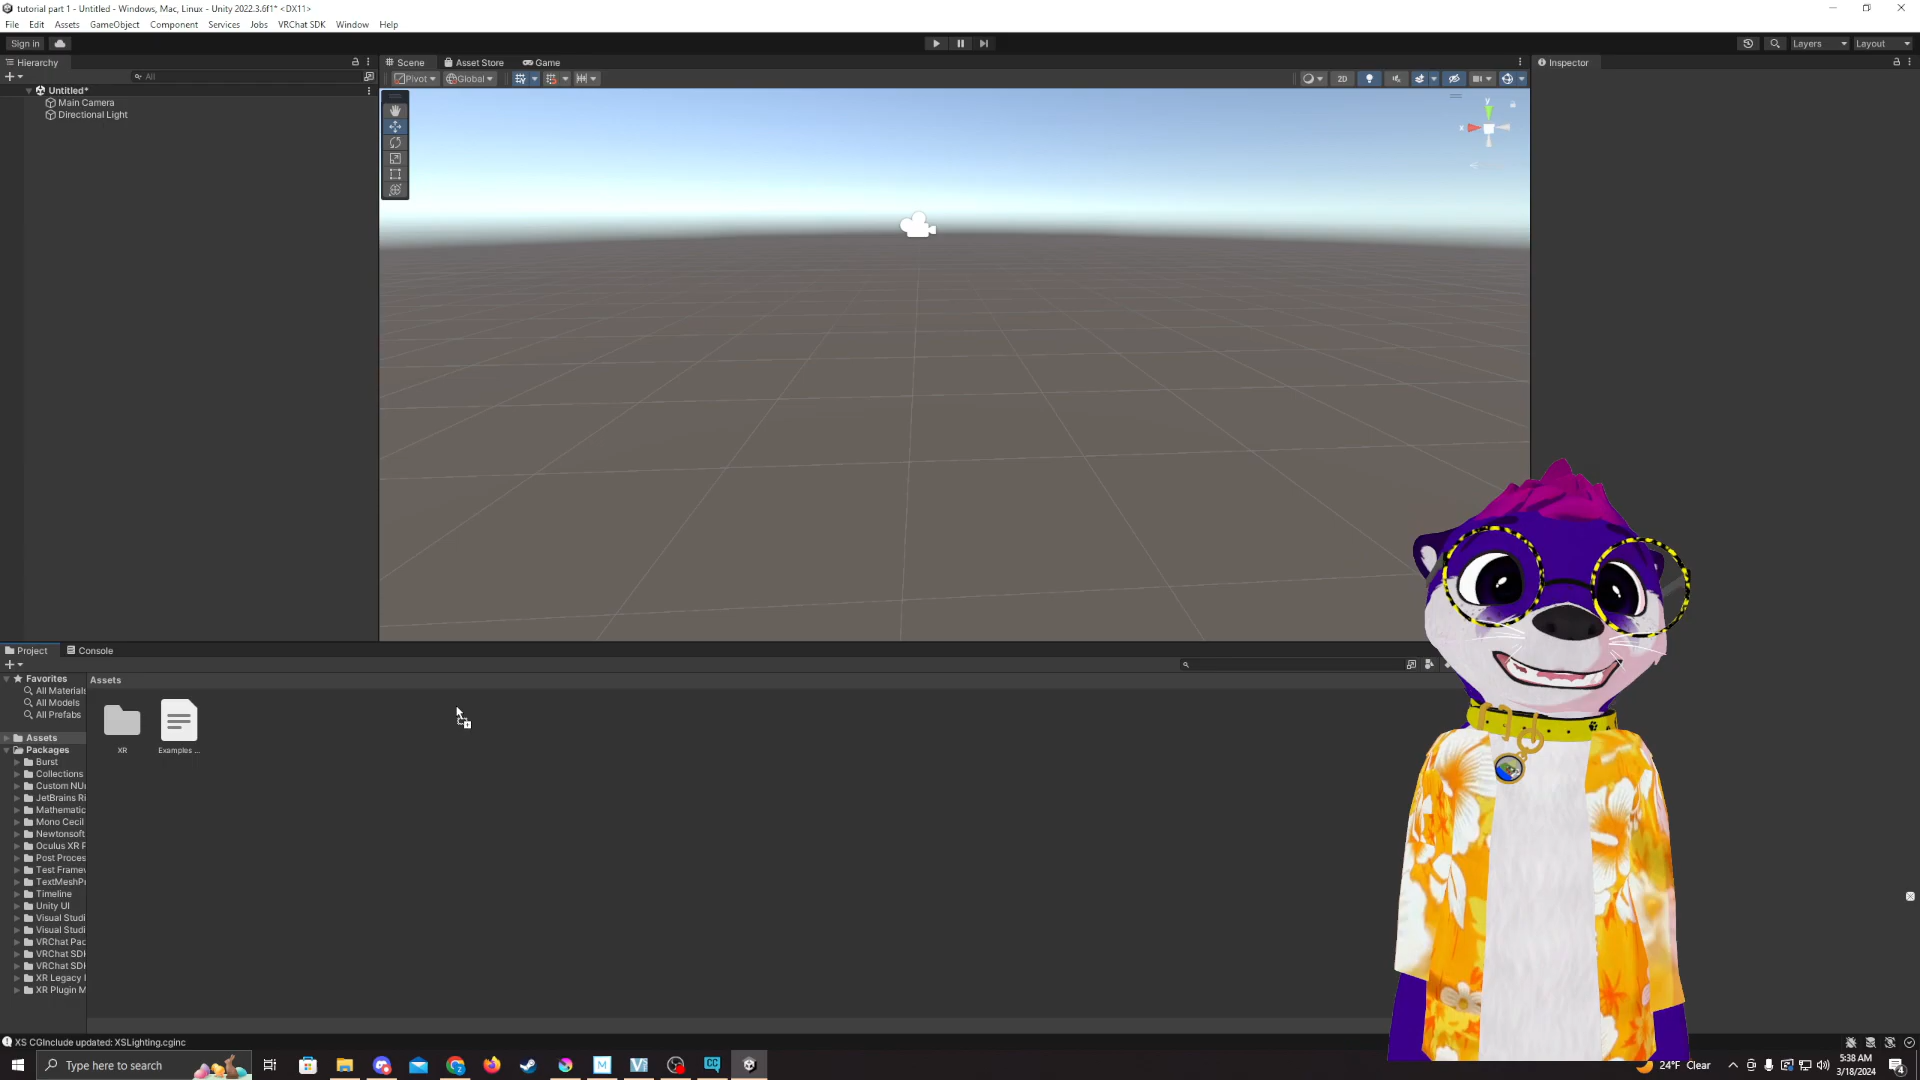 tutorial part 1 - Untitled - Windows, Mac, Linux - Unity 2022.3.6f1* <DX11>
File Edit Assets GameObject Component Services Jobs VRChat SDK Window Help
Sign in
Layers
Layout
Hierarchy
Scene
Asset Store
Game
Inspector
All
Pivot
Global
2D
Untitled*
Main Camera
Directional Light
y
x
Project
Console
Favorites
All Materials
All Models
All Prefabs
Assets
Packages
Burst
Collections
Custom NU
JetBrains Ri
Mathematic
Mono Cecil
Newtonsoft
Oculus XR P
Post Proces
Test Framew
TextMeshPr
Timeline
Unity UI
Visual Studi
Visual Studi
VRChat Pac
VRChat SD
VRChat SD
XR Legacy I
XR Plugin M
Assets
XR
Examples ...
XS CGInclude updated: XSLighting.cginc
Type here to search
24°F Clear
5:38 AM
3/18/2024
4